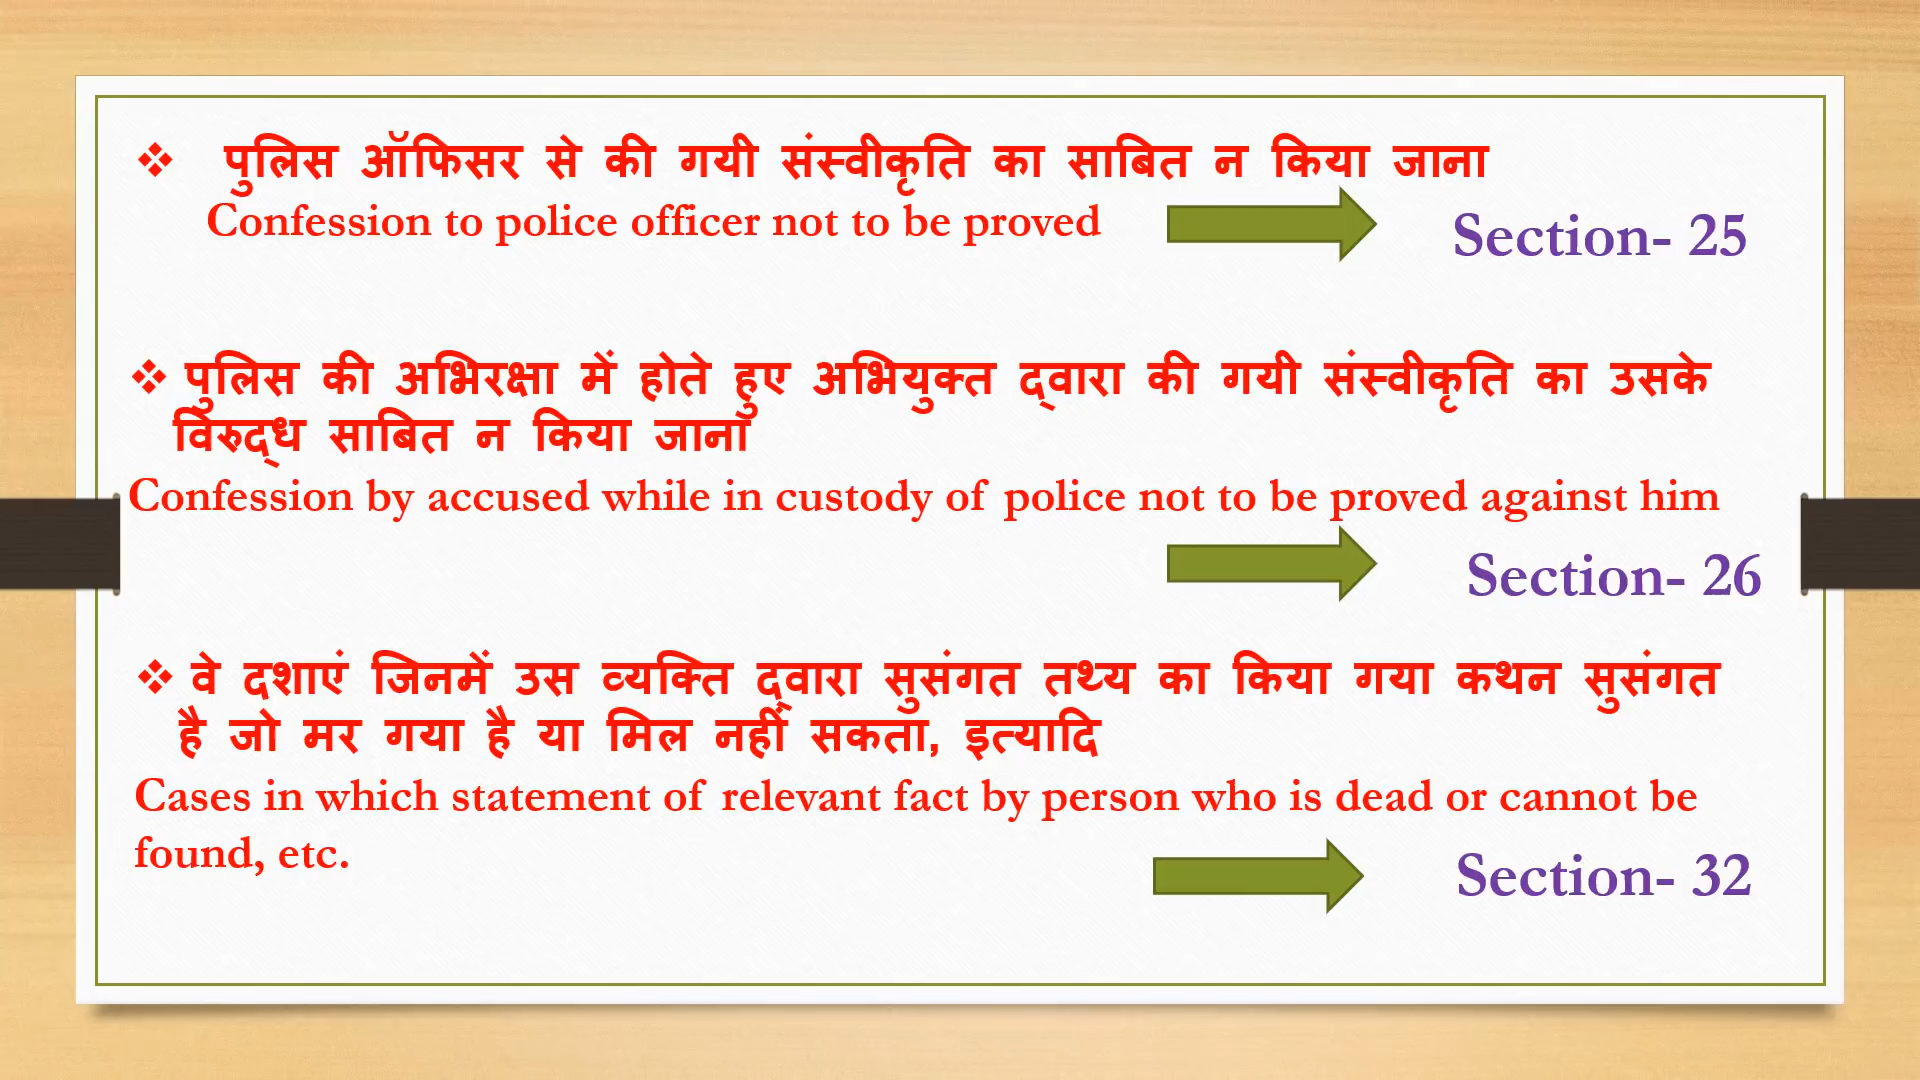 ❖ पुलिस ऑफिसर से की गयी संस्वीकृति का साबित न किया जाना
Confession to police officer not to be proved
Section- 25
❖ पुलिस की अभिरक्षा में होते हुए अभियुक्त द्वारा की गयी संस्वीकृति का उसके
विरुद्ध साबित न किया जाना
Confession by accused while in custody of police not to be proved against him
Section- 26
❖ वे दशाएं जिनमें उस व्यक्ति द्वारा सुसंगत तथ्य का किया गया कथन सुसंगत
है जो मर गया है या मिल नहीं सकता, इत्यादि
Cases in which statement of relevant fact by person who is dead or cannot be
found, etc.
Section- 32